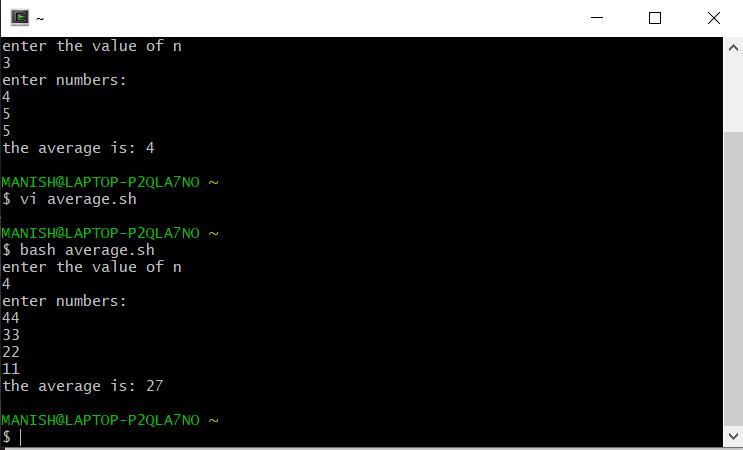 ~
enter the value of n
3
enter numbers:
4
5
5
the average is: 4
MANISH@LAPTOP-P2QLA7NO ~
$ vi average.sh
MANISH@LAPTOP-P2QLA7NO ~
$ bash average.sh
enter the value of n
4
enter numbers:
44
33
22
11
the average is: 27
MANISH@LAPTOP-P2QLA7NO ~
$